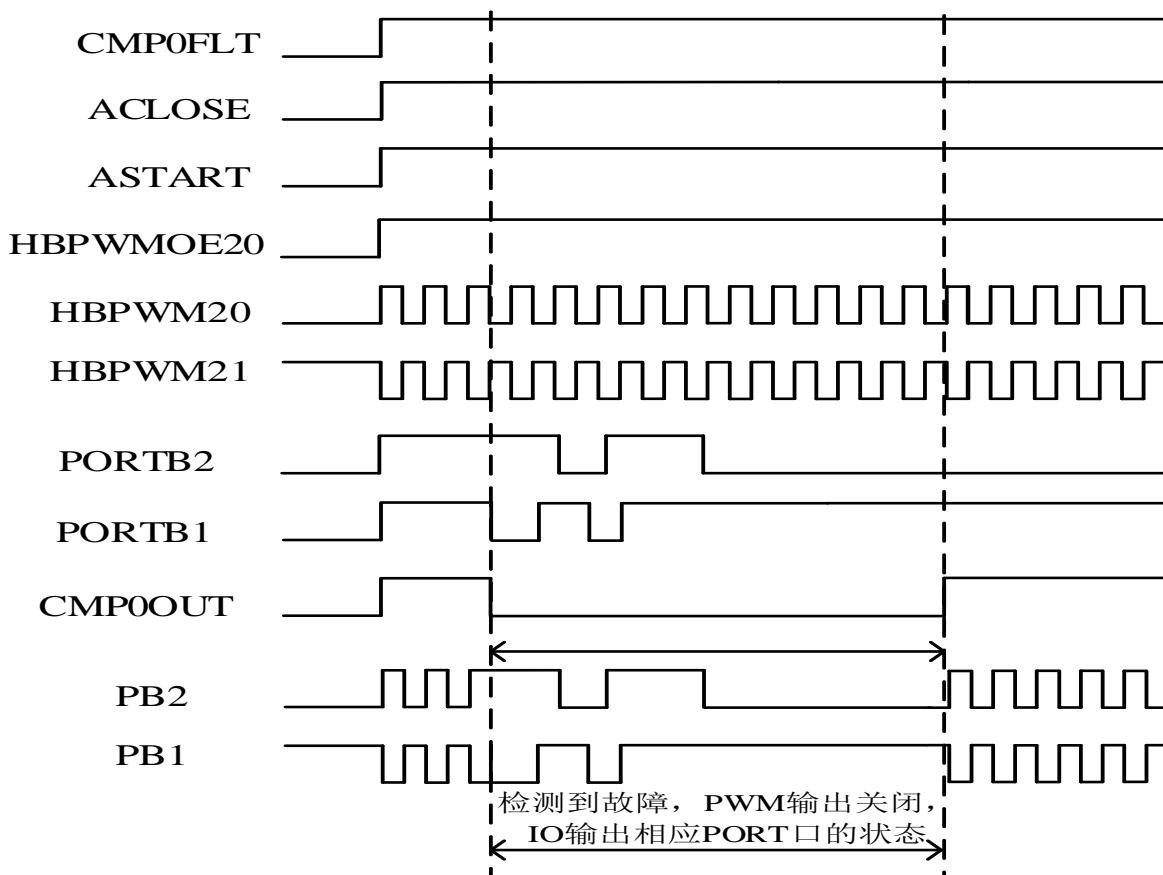 CMP0FLT
ACLOSE
ASTART
HBPWMOE20
HBPWM20
HBPWM21
PORTB2
PORTB1
CMP0OUT
PB2
PB1
检测到故障，PWM输出关闭，
IO输出相应PORT口的状态